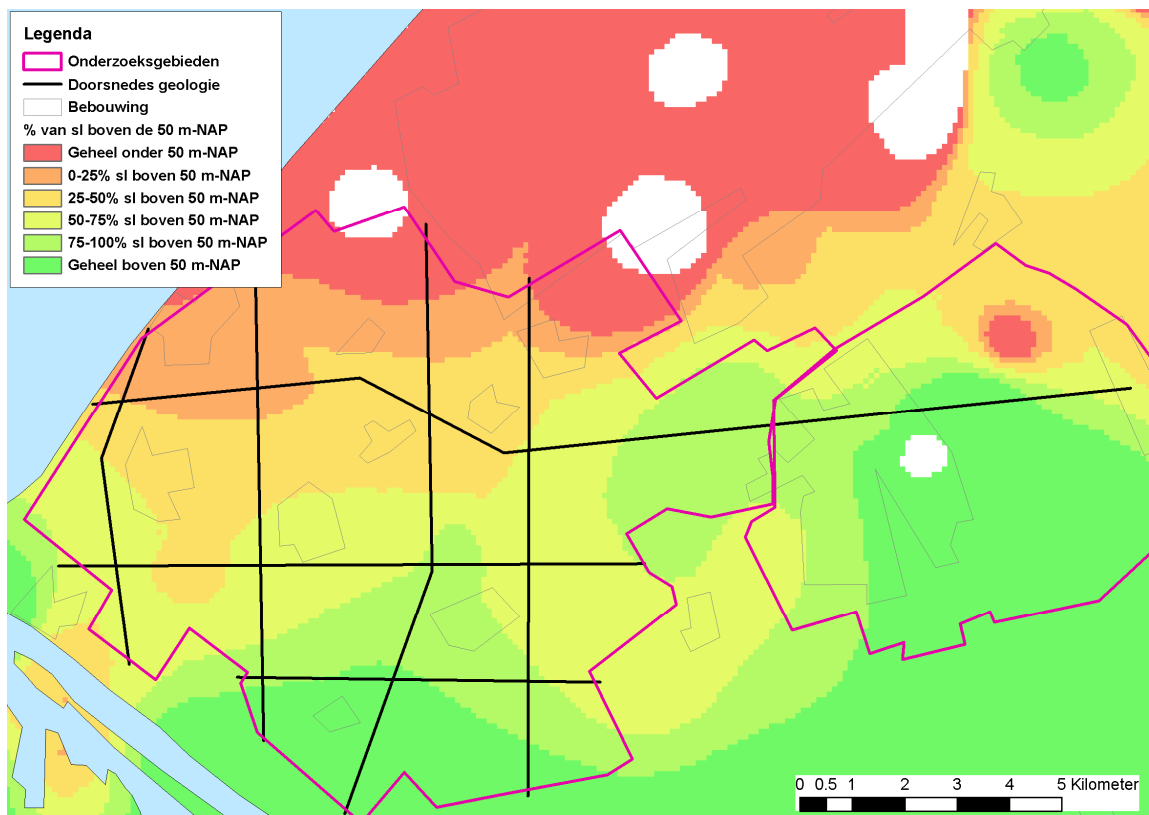 Legenda
Onderzoeksgebieden
Doorsnedes geologie
Bebouwing
% van sl boven de 50 m-NAP
Geheel onder 50 m-NAP
0-25% sl boven 50 m-NAP
25-50% sl boven 50 m-NAP
50-75% sl boven 50 m-NAP
75-100% sl boven 50 m-NAP
Geheel boven 50 m-NAP
0 0.5 1 2 3 4 5 Kilometer